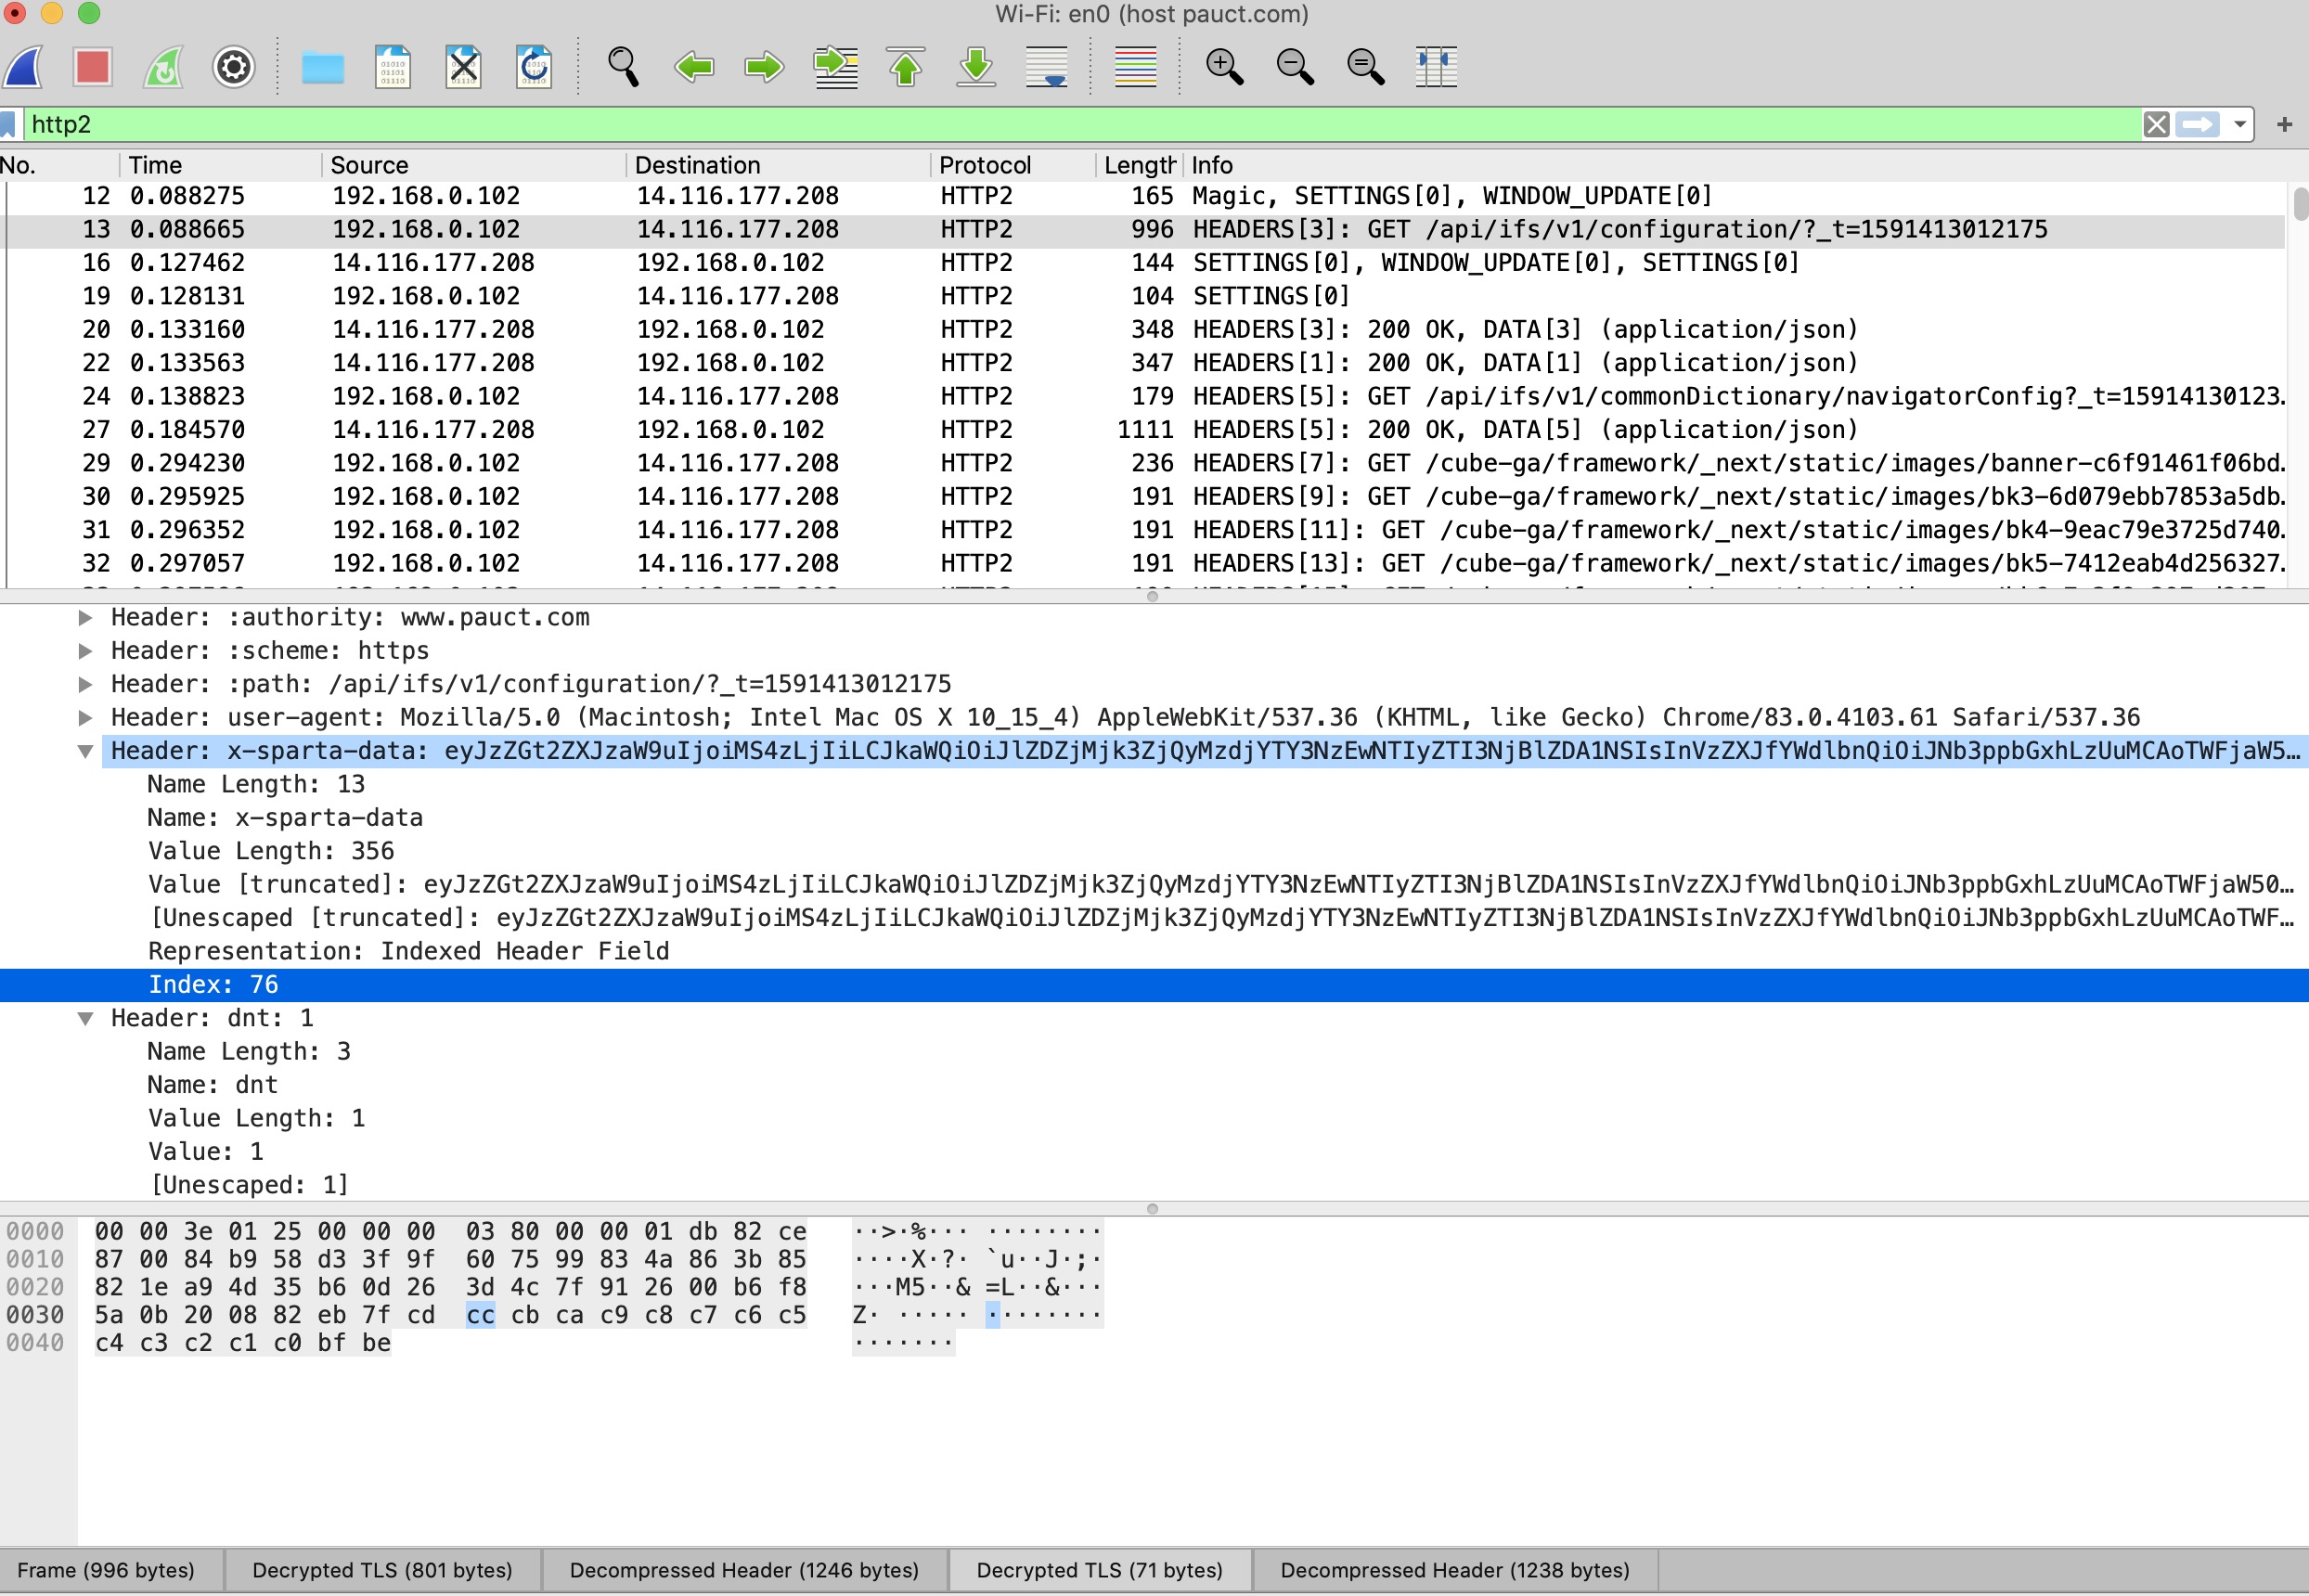 Wi-Fi: en0 (host pauct.com)
http2
No. Time Source Destination Protocol Length Info
12 0.088275 192.168.0.102 14.116.177.208 HTTP2 165 Magic, SETTINGS[0], WINDOW_UPDATE[0]
13 0.088665 192.168.0.102 14.116.177.208 HTTP2 996 HEADERS[3]: GET /api/ifs/v1/configuration/?_t=1591413012175
16 0.127462 14.116.177.208 192.168.0.102 HTTP2 144 SETTINGS[0], WINDOW_UPDATE[0], SETTINGS[0]
19 0.128131 192.168.0.102 14.116.177.208 HTTP2 104 SETTINGS[0]
20 0.133160 14.116.177.208 192.168.0.102 HTTP2 348 HEADERS[3]: 200 OK, DATA[3] (application/json)
22 0.133563 14.116.177.208 192.168.0.102 HTTP2 347 HEADERS[1]: 200 OK, DATA[1] (application/json)
24 0.138823 192.168.0.102 14.116.177.208 HTTP2 179 HEADERS[5]: GET /api/ifs/v1/commonDictionary/navigatorConfig?_t=15914130123.
27 0.184570 14.116.177.208 192.168.0.102 HTTP2 1111 HEADERS[5]: 200 OK, DATA[5] (application/json)
29 0.294230 192.168.0.102 14.116.177.208 HTTP2 236 HEADERS[7]: GET /cube-ga/framework/_next/static/images/banner-c6f91461f06bd.
30 0.295925 192.168.0.102 14.116.177.208 HTTP2 191 HEADERS[9]: GET /cube-ga/framework/_next/static/images/bk3-6d079ebb7853a5db.
31 0.296352 192.168.0.102 14.116.177.208 HTTP2 191 HEADERS[11]: GET /cube-ga/framework/_next/static/images/bk4-9eac79e3725d740.
32 0.297057 192.168.0.102 14.116.177.208 HTTP2 191 HEADERS[13]: GET /cube-ga/framework/_next/static/images/bk5-7412eab4d256327.
Header: :authority: www.pauct.com
Header: :scheme: https
Header: :path: /api/ifs/v1/configuration/?_t=1591413012175
Header: user-agent: Mozilla/5.0 (Macintosh; Intel Mac OS X 10_15_4) AppleWebKit/537.36 (KHTML, like Gecko) Chrome/83.0.4103.61 Safari/537.36
Header: x-sparta-data: eyJzZGt2ZXJzaW9uIjoiMS4zLjIiLCJkaWQiOiJlZDZjMjk3ZjQyMzdjYTY3NzEwNTIyZTI3NjBlZDA1NSIsInVzZXJfYWdlbnQiOiJNb3ppbGxhLzUuMCAoTWFjaW5…
Name Length: 13
Name: x-sparta-data
Value Length: 356
Value [truncated]: eyJzZGt2ZXJzaW9uIjoiMS4zLjIiLCJkaWQiOiJlZDZjMjk3ZjQyMzdjYTY3NzEwNTIyZTI3NjBlZDA1NSIsInVzZXJfYWdlbnQiOiJNb3ppbGxhLzUuMCAoTWFjaW50…
[Unescaped [truncated]: eyJzZGt2ZXJzaW9uIjoiMS4zLjIiLCJkaWQiOiJlZDZjMjk3ZjQyMzdjYTY3NzEwNTIyZTI3NjBlZDA1NSIsInVzZXJfYWdlbnQiOiJNb3ppbGxhLzUuMCAoTWF…
Representation: Indexed Header Field
Index: 76
Header: dnt: 1
Name Length: 3
Name: dnt
Value Length: 1
Value: 1
[Unescaped: 1]
0000 00 00 3e 01 25 00 00 00 03 80 00 00 01 db 82 ce ··>·%··· ········
0010 87 00 84 b9 58 d3 3f 9f 60 75 99 83 4a 86 3b 85 ····X·?· `u··J·;·
0020 82 1e a9 4d 35 b6 0d 26 3d 4c 7f 91 26 00 b6 f8 ···M5··& =L··&···
0030 5a 0b 20 08 82 eb 7f cd cc cb ca c9 c8 c7 c6 c5 Z· ····· ········
0040 c4 c3 c2 c1 c0 bf be ·······
Frame (996 bytes) Decrypted TLS (801 bytes) Decompressed Header (1246 bytes) Decrypted TLS (71 bytes) Decompressed Header (1238 bytes)